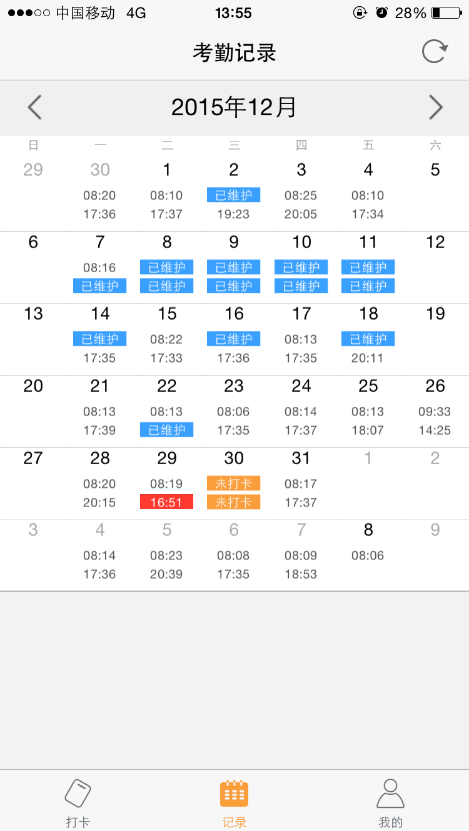 中国移动 4G 13:55 28%
考勤记录
2015年12月
日 一 二 三 四 五 六
29 30 1 2 3 4 5
08:20 08:10 已维护 08:25 08:10
17:36 17:37 19:23 20:05 17:34
6 7 8 9 10 11 12
08:16 已维护 已维护 已维护 已维护
已维护 已维护 已维护 已维护 已维护
13 14 15 16 17 18 19
已维护 08:22 已维护 08:13 已维护
17:35 17:33 17:36 17:35 20:11
20 21 22 23 24 25 26
08:13 08:13 08:06 08:14 08:13 09:33
17:39 已维护 17:35 17:37 18:07 14:25
27 28 29 30 31 1 2
08:20 08:19 未打卡 08:17
20:15 16:51 未打卡 17:37
3 4 5 6 7 8 9
08:14 08:23 08:08 08:09 08:06
17:36 20:39 17:35 18:53
打卡 记录 我的